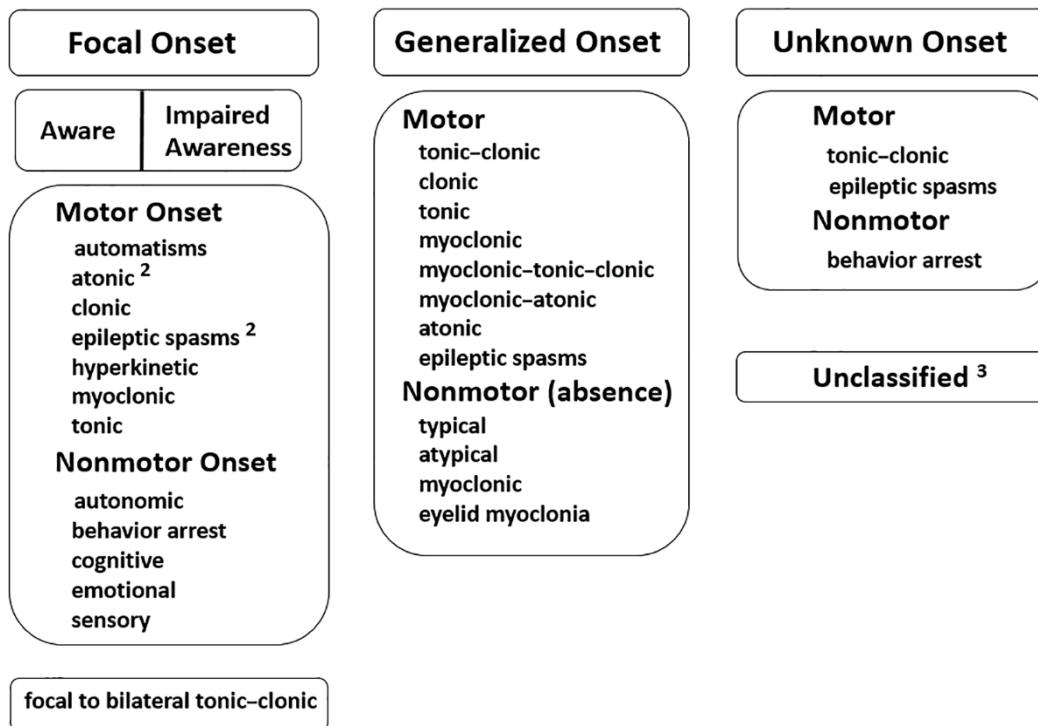 Focal Onset
Aware
Impaired
Awareness
Motor Onset
automatisms
atonic ²
clonic
epileptic spasms ²
hyperkinetic
myoclonic
tonic
Nonmotor Onset
autonomic
behavior arrest
cognitive
emotional
sensory
focal to bilateral tonic–clonic
Generalized Onset
Motor
tonic–clonic
clonic
tonic
myoclonic
myoclonic–tonic–clonic
myoclonic–atonic
atonic
epileptic spasms
Nonmotor (absence)
typical
atypical
myoclonic
eyelid myoclonia
Unknown Onset
Motor
tonic–clonic
epileptic spasms
Nonmotor
behavior arrest
Unclassified ³